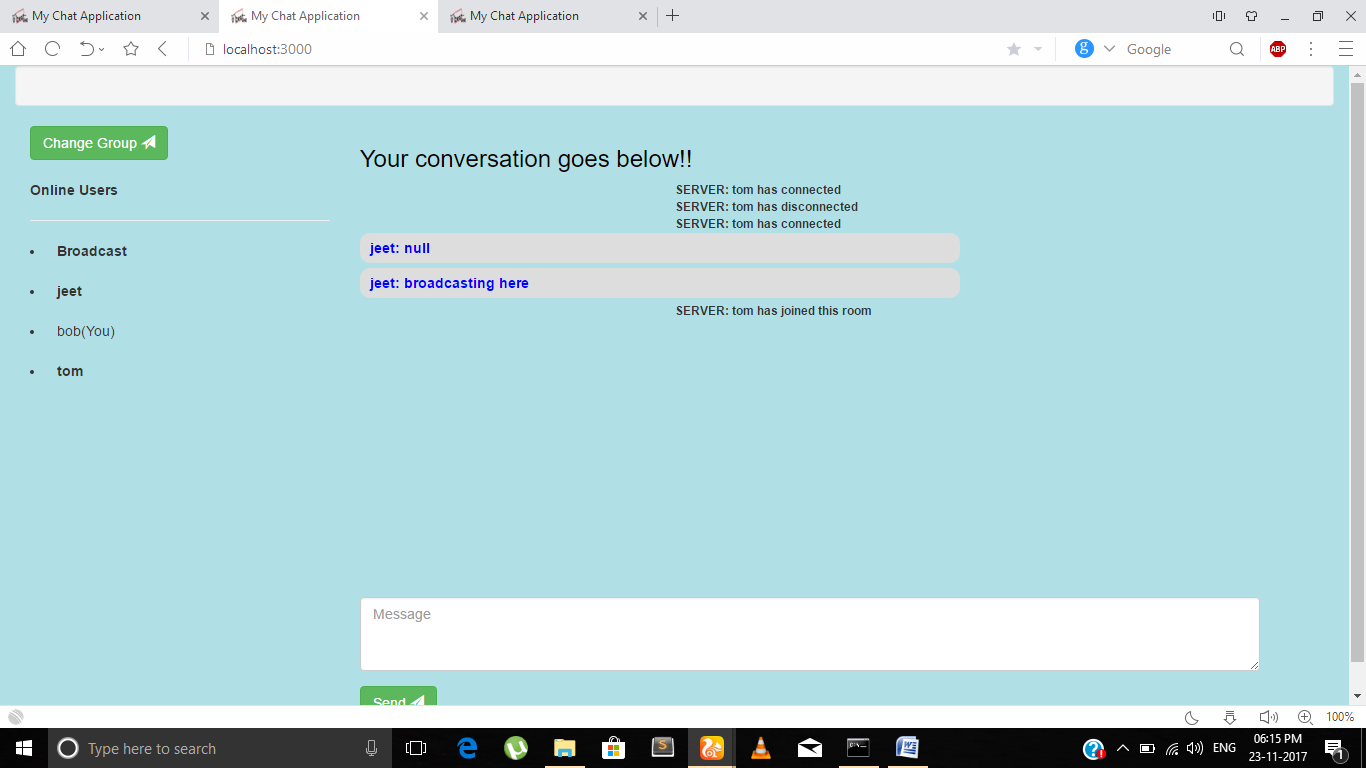 My Chat Application
My Chat Application
My Chat Application
localhost:3000
g
Google
ABP
Change Group
Your conversation goes below!!
Online Users
SERVER: tom has connected
SERVER: tom has disconnected
SERVER: tom has connected
Broadcast
jeet: null
jeet
jeet: broadcasting here
SERVER: tom has joined this room
bob(You)
tom
Message
Send
100%
Type here to search
ENG
06:15 PM
23-11-2017
1